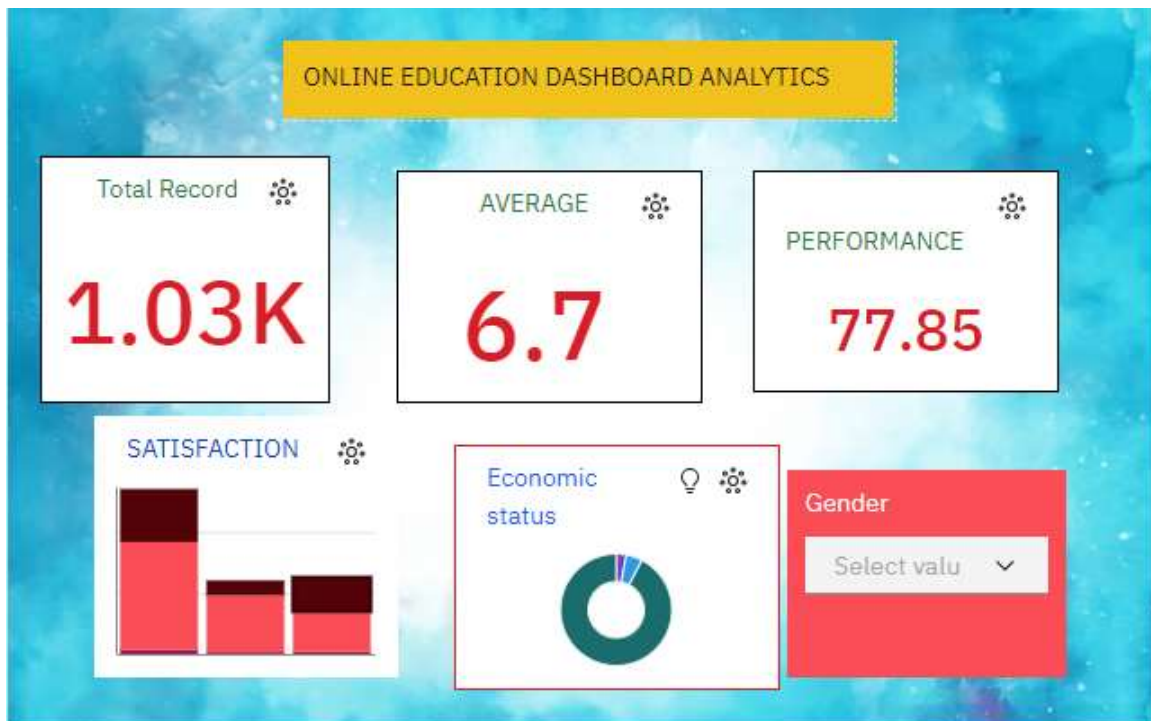 ONLINE EDUCATION DASHBOARD ANALYTICS
Total Record
1.03K
AVERAGE
6.7
PERFORMANCE
77.85
SATISFACTION
Economic
status
Gender
Select valu